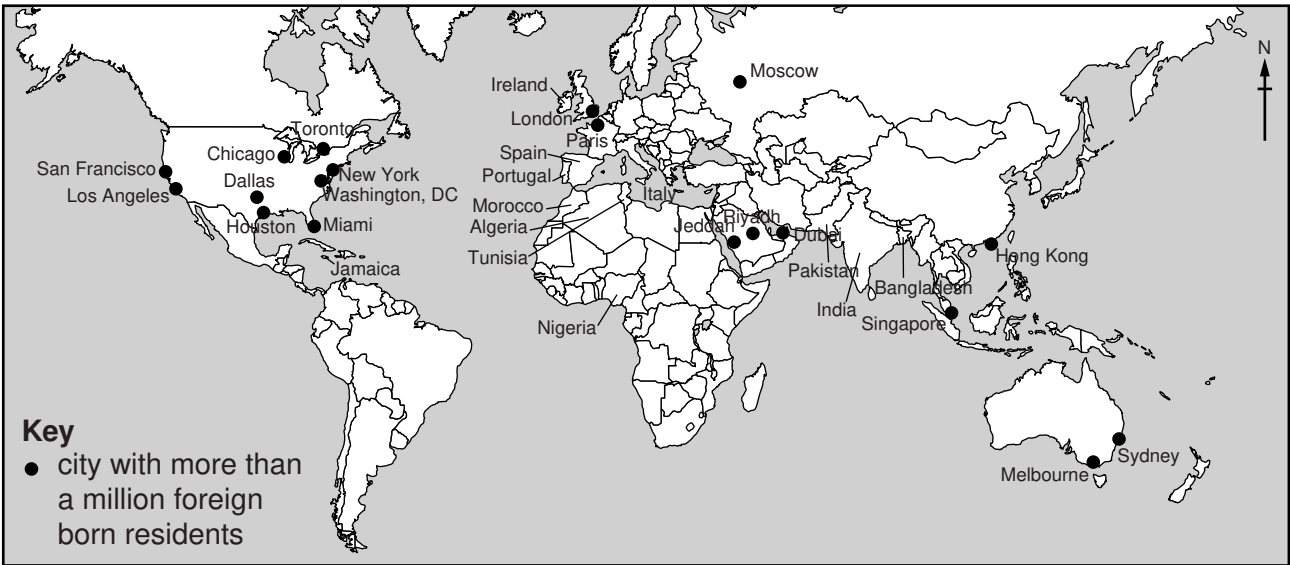 Moscow
N
Ireland
London
Toronto
Paris
Chicago
Spain
San Francisco
New York
Portugal
Dallas
Los Angeles
Washington, DC
Italy
Morocco
Riyadh
Algeria
Houston
Miami
Jeddah
Dubai
Tunisia
Hong Kong
Jamaica
Pakistan
Bangladesh
India
Nigeria
Singapore
Key
city with more than
a million foreign
born residents
Sydney
Melbourne